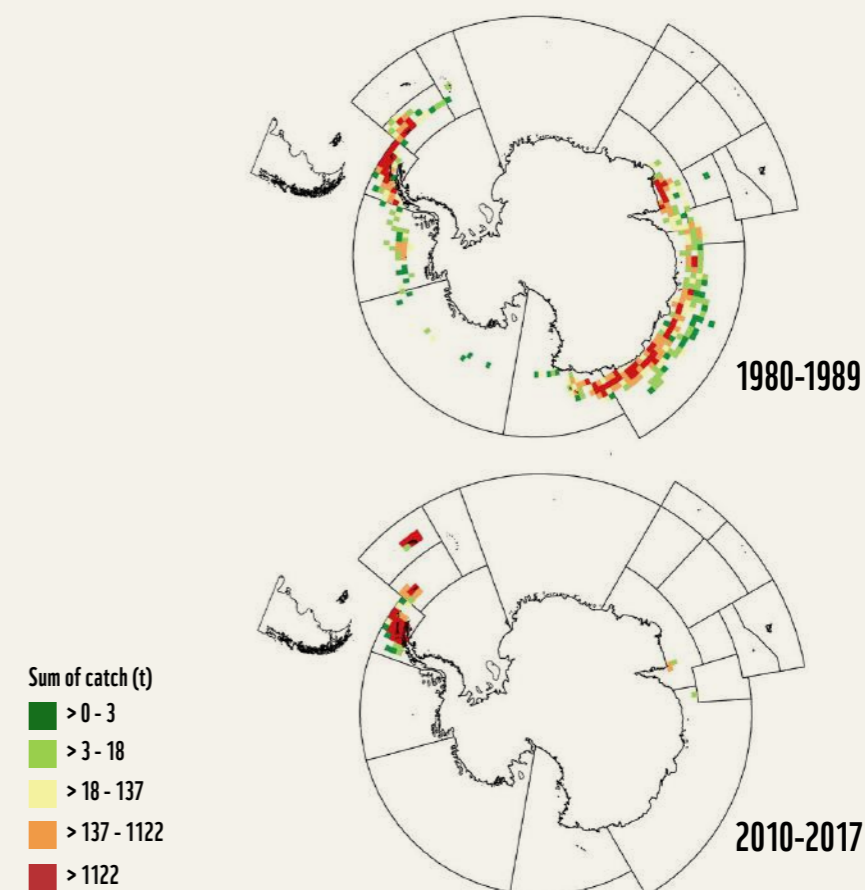 1980-1989
2010-2017
Sum of catch (t)
> 0 - 3
> 3 - 18
> 18 - 137
> 137 - 1122
> 1122